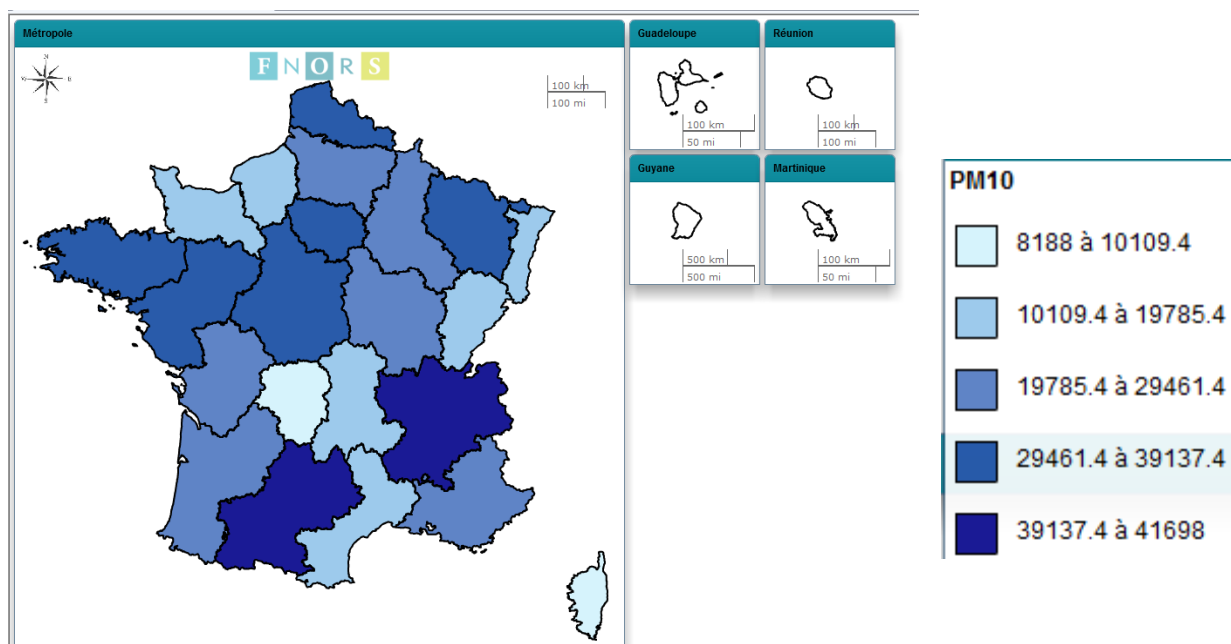 Métropole
Guadeloupe
Réunion
F N O R S
N
100 km
100 mi
100 km
50 mi
100 km
100 mi
Guyane
Martinique
500 km
500 mi
100 km
50 mi
PM10
8188 à 10109.4
10109.4 à 19785.4
19785.4 à 29461.4
29461.4 à 39137.4
39137.4 à 41698